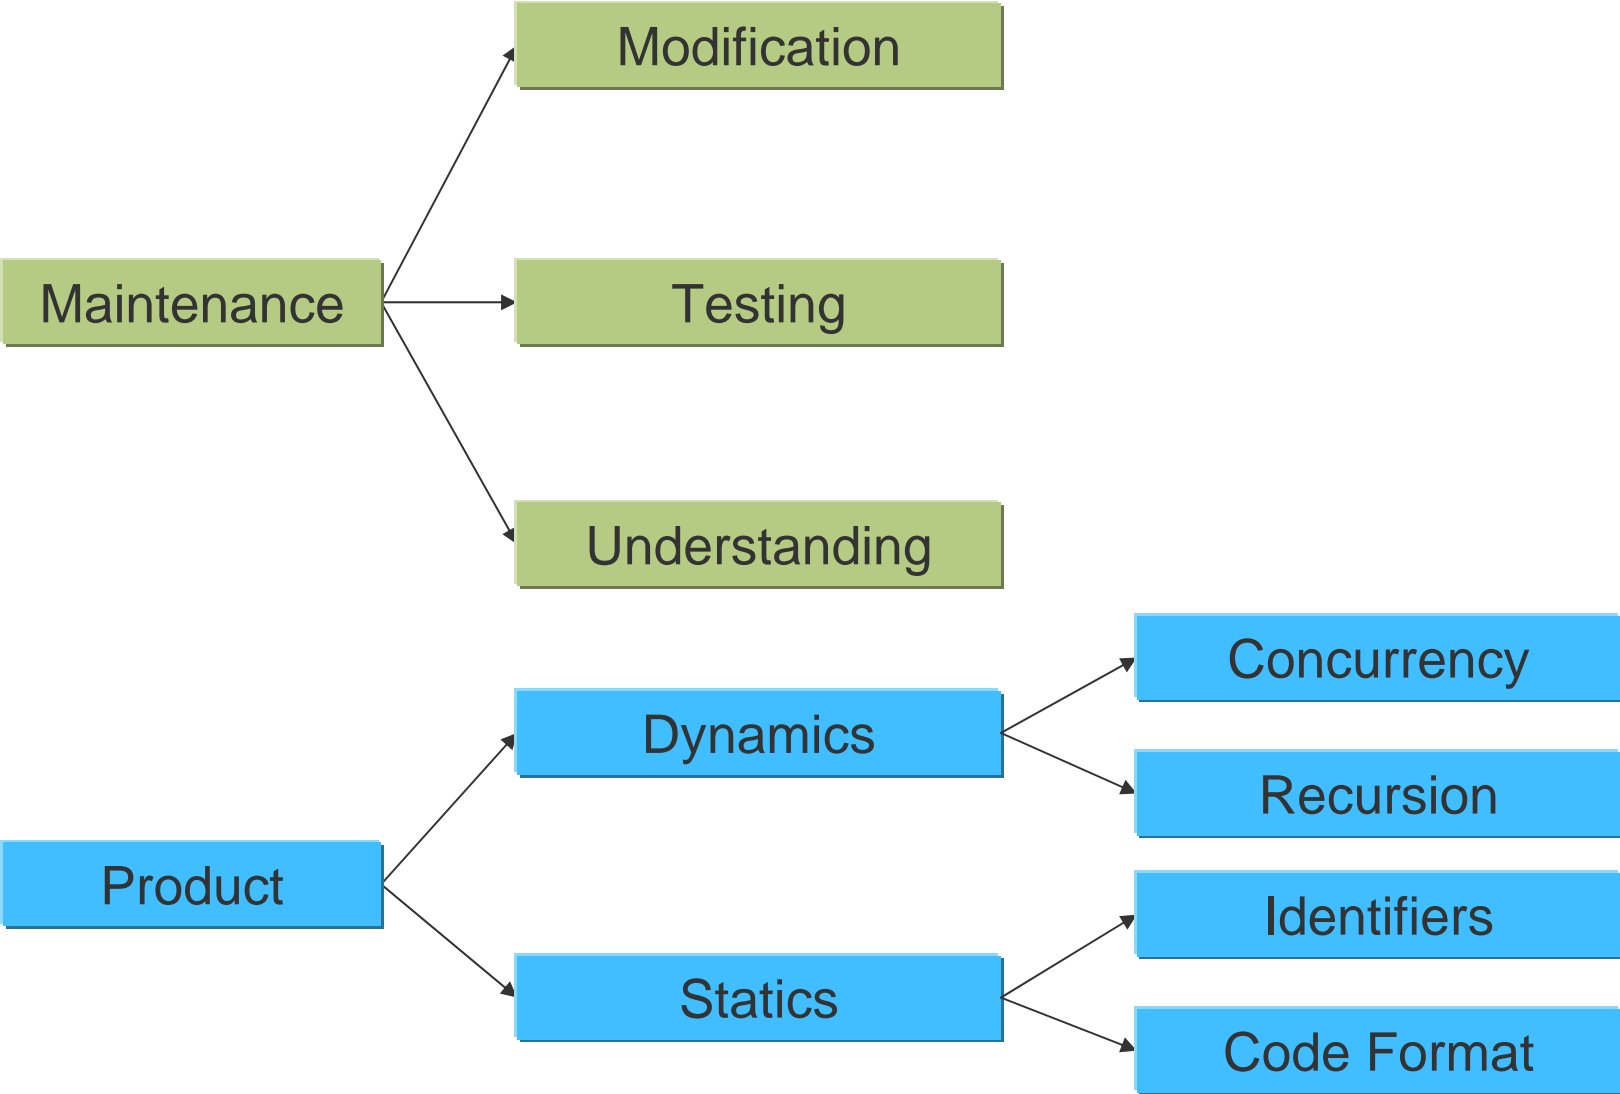 Modification
Maintenance
Testing
Understanding
Concurrency
Dynamics
Recursion
Product
Identifiers
Statics
Code Format